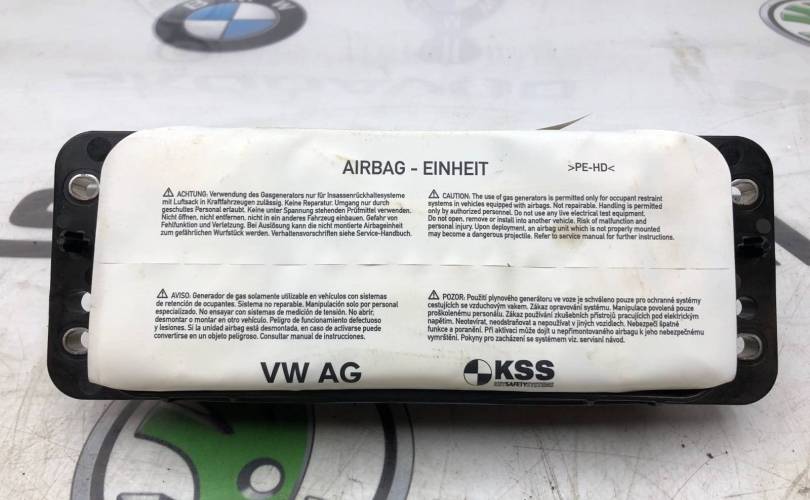 AIRBAG - EINHEIT
>PE-HD<
ACHTUNG: Verwendung des Gasgenerators nur für Insassenrückhaltesysteme
mit Luftsack in Kraftfahrzeugen zulässig. Keine Reparatur. Umgang nur durch
geschultes Personal erlaubt. Keine unter Spannung stehenden Prüfmittel verwenden.
Nicht öffnen, nicht entfernen, nicht in ein anderes Fahrzeug einbauen. Gefahr von
Fehlfunktion und Verletzung. Bei Auslösung kann die nicht montierte Airbageinheit
zum gefährlichen Wurfstück werden. Verhaltensvorschriften siehe Service-Handbuch.
CAUTION: The use of gas generators is permitted only for occupant restraint
systems in vehicles equipped with airbags. Not repairable. Handling is permitted
only by authorized personnel. Do not use any live electrical test equipment.
Do not open, remove or install into another vehicle. Risk of malfunction and
personal injury. Upon deployment, an airbag unit which is not properly mounted
may become a dangerous projectile. Refer to service manual for further instructions.
AVISO: Generador de gas solamente utilizable en vehículos con sistemas
de retención de ocupantes. Sistema no reparable. Manipulación solo por personal
especializado. No ensayar con sistemas de medición de tensión. No abrir,
desmontar o montar en otro vehículo. Peligro de funcionamiento defectuoso
y lesiones. Si la unidad airbag está desmontada, en caso de activarse puede
convertirse en un objeto peligroso. Consultar manual de instrucciones.
POZOR: Použití plynového generátoru ve voze je schváleno pouze pro ochranné systémy
cestujících se vzduchovým vakem. Zákaz opravování systému. Manipulace povolena pouze
proškolenému personálu. Zákaz používání zkušebních přístrojů pracujících pod elektrickým
napětím. Neotevírat, neodstraňovat a nepoužívat v jiných vozidlech. Nebezpečí špatné
funkce a poranění. Při aktivaci může dojít u nepřimontovaného airbagu k jeho nebezpečnému
vymrštění. Pokyny pro zacházení se systémem viz. servisní návod.
VW AG
KSS
KEY SAFETY SYSTEMS